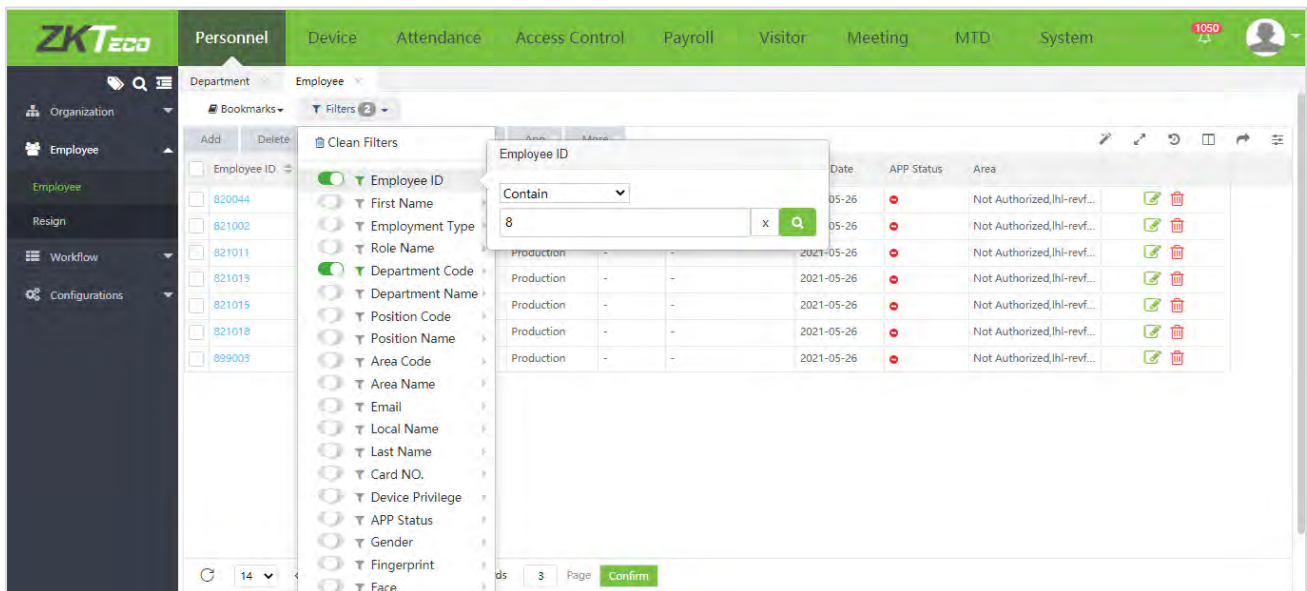 ZKTeco Personnel Device Attendance Access Control Payroll Visitor Meeting MTD System 1050
Department Employee
Bookmarks Filters 2
Organization
Employee
Employee
Resign
Workflow
Configurations
Add Delete App More
Employee ID Date APP Status Area
820044 05-26 Not Authorized,lhl-revf...
821002 05-26 Not Authorized,lhl-revf...
821011 Production - - 2021-05-26 Not Authorized,lhl-revf...
821013 Production - - 2021-05-26 Not Authorized,lhl-revf...
821015 Production - - 2021-05-26 Not Authorized,lhl-revf...
821018 Production - - 2021-05-26 Not Authorized,lhl-revf...
899003 Production - - 2021-05-26 Not Authorized,lhl-revf...
Clean Filters
Employee ID
First Name
Employment Type
Role Name
Department Code
Department Name
Position Code
Position Name
Area Code
Area Name
Email
Local Name
Last Name
Card NO.
Device Privilege
APP Status
Gender
Fingerprint
Face
Employee ID
Contain
8 x
14 ds 3 Page Confirm